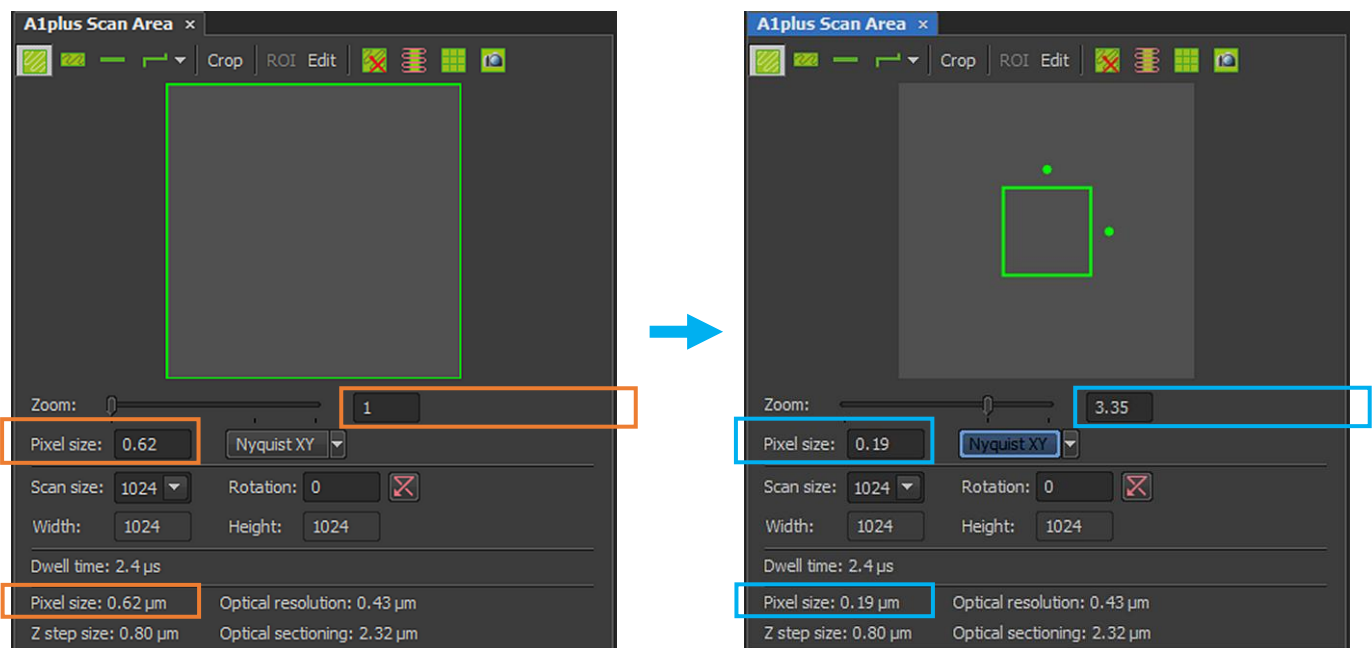 A1plus Scan Area ×
Crop ROI Edit
Zoom: 1
Pixel size: 0.62 Nyquist XY
Scan size: 1024 Rotation: 0
Width: 1024 Height: 1024
Dwell time: 2.4 µs
Pixel size: 0.62 µm Optical resolution: 0.43 µm
Z step size: 0.80 µm Optical sectioning: 2.32 µm
A1plus Scan Area ×
Crop ROI Edit
Zoom: 3.35
Pixel size: 0.19 Nyquist XY
Scan size: 1024 Rotation: 0
Width: 1024 Height: 1024
Dwell time: 2.4 µs
Pixel size: 0.19 µm Optical resolution: 0.43 µm
Z step size: 0.80 µm Optical sectioning: 2.32 µm